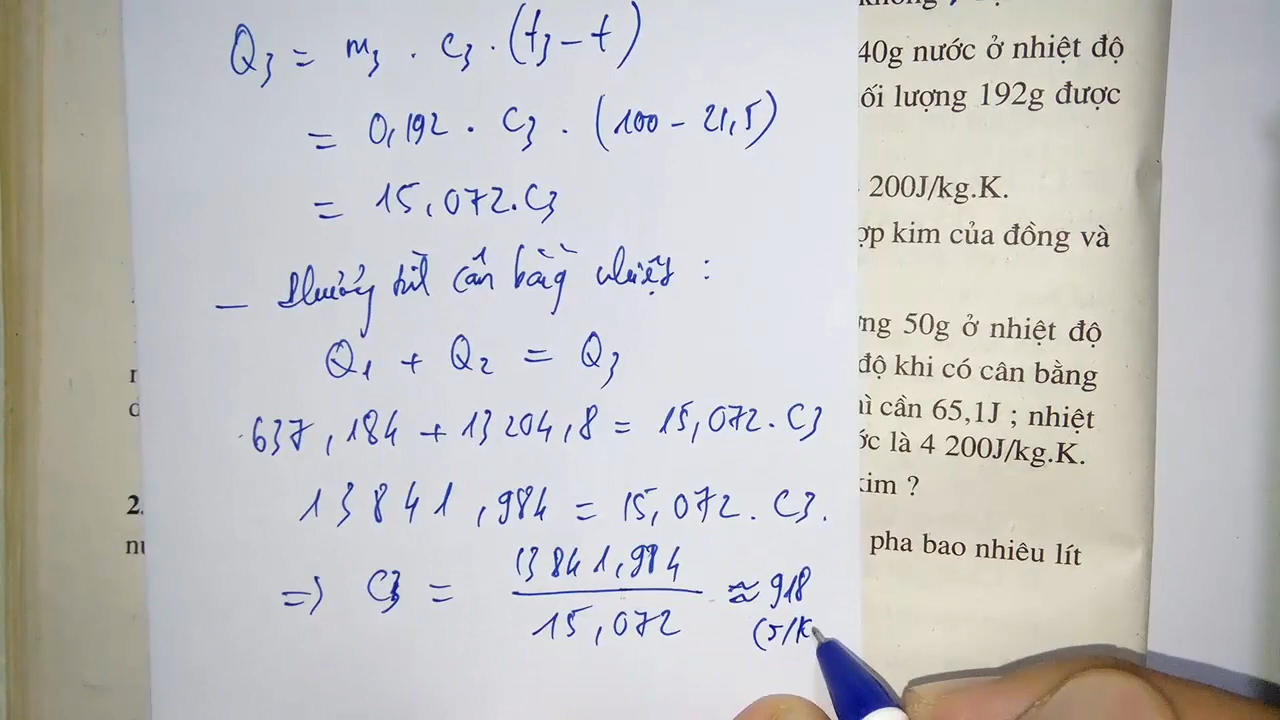 Q3 = m3 . c3 . (t3 - t)
= 0,192 . C3 . (100 - 21,5)
= 15,072.C3
- Phương trình cân bằng nhiệt :
Q1 + Q2 = Q3
637,184 + 13204,8 = 15,072. C3
13841,984 = 15,072. C3.
=> C3 = 13841,984 / 15,072 ≈ 918
(J/K
40g nước ở nhiệt độ
ối lượng 192g được
200J/kg.K.
ợp kim của đồng và
ng 50g ở nhiệt độ
độ khi có cân bằng
ì cần 65,1J ; nhiệt
ớc là 4 200J/kg.K.
kim ?
2.
pha bao nhiêu lít